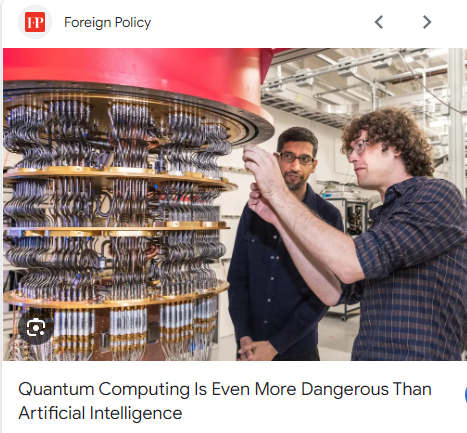 FP
Foreign Policy
Quantum Computing Is Even More Dangerous Than
Artificial Intelligence